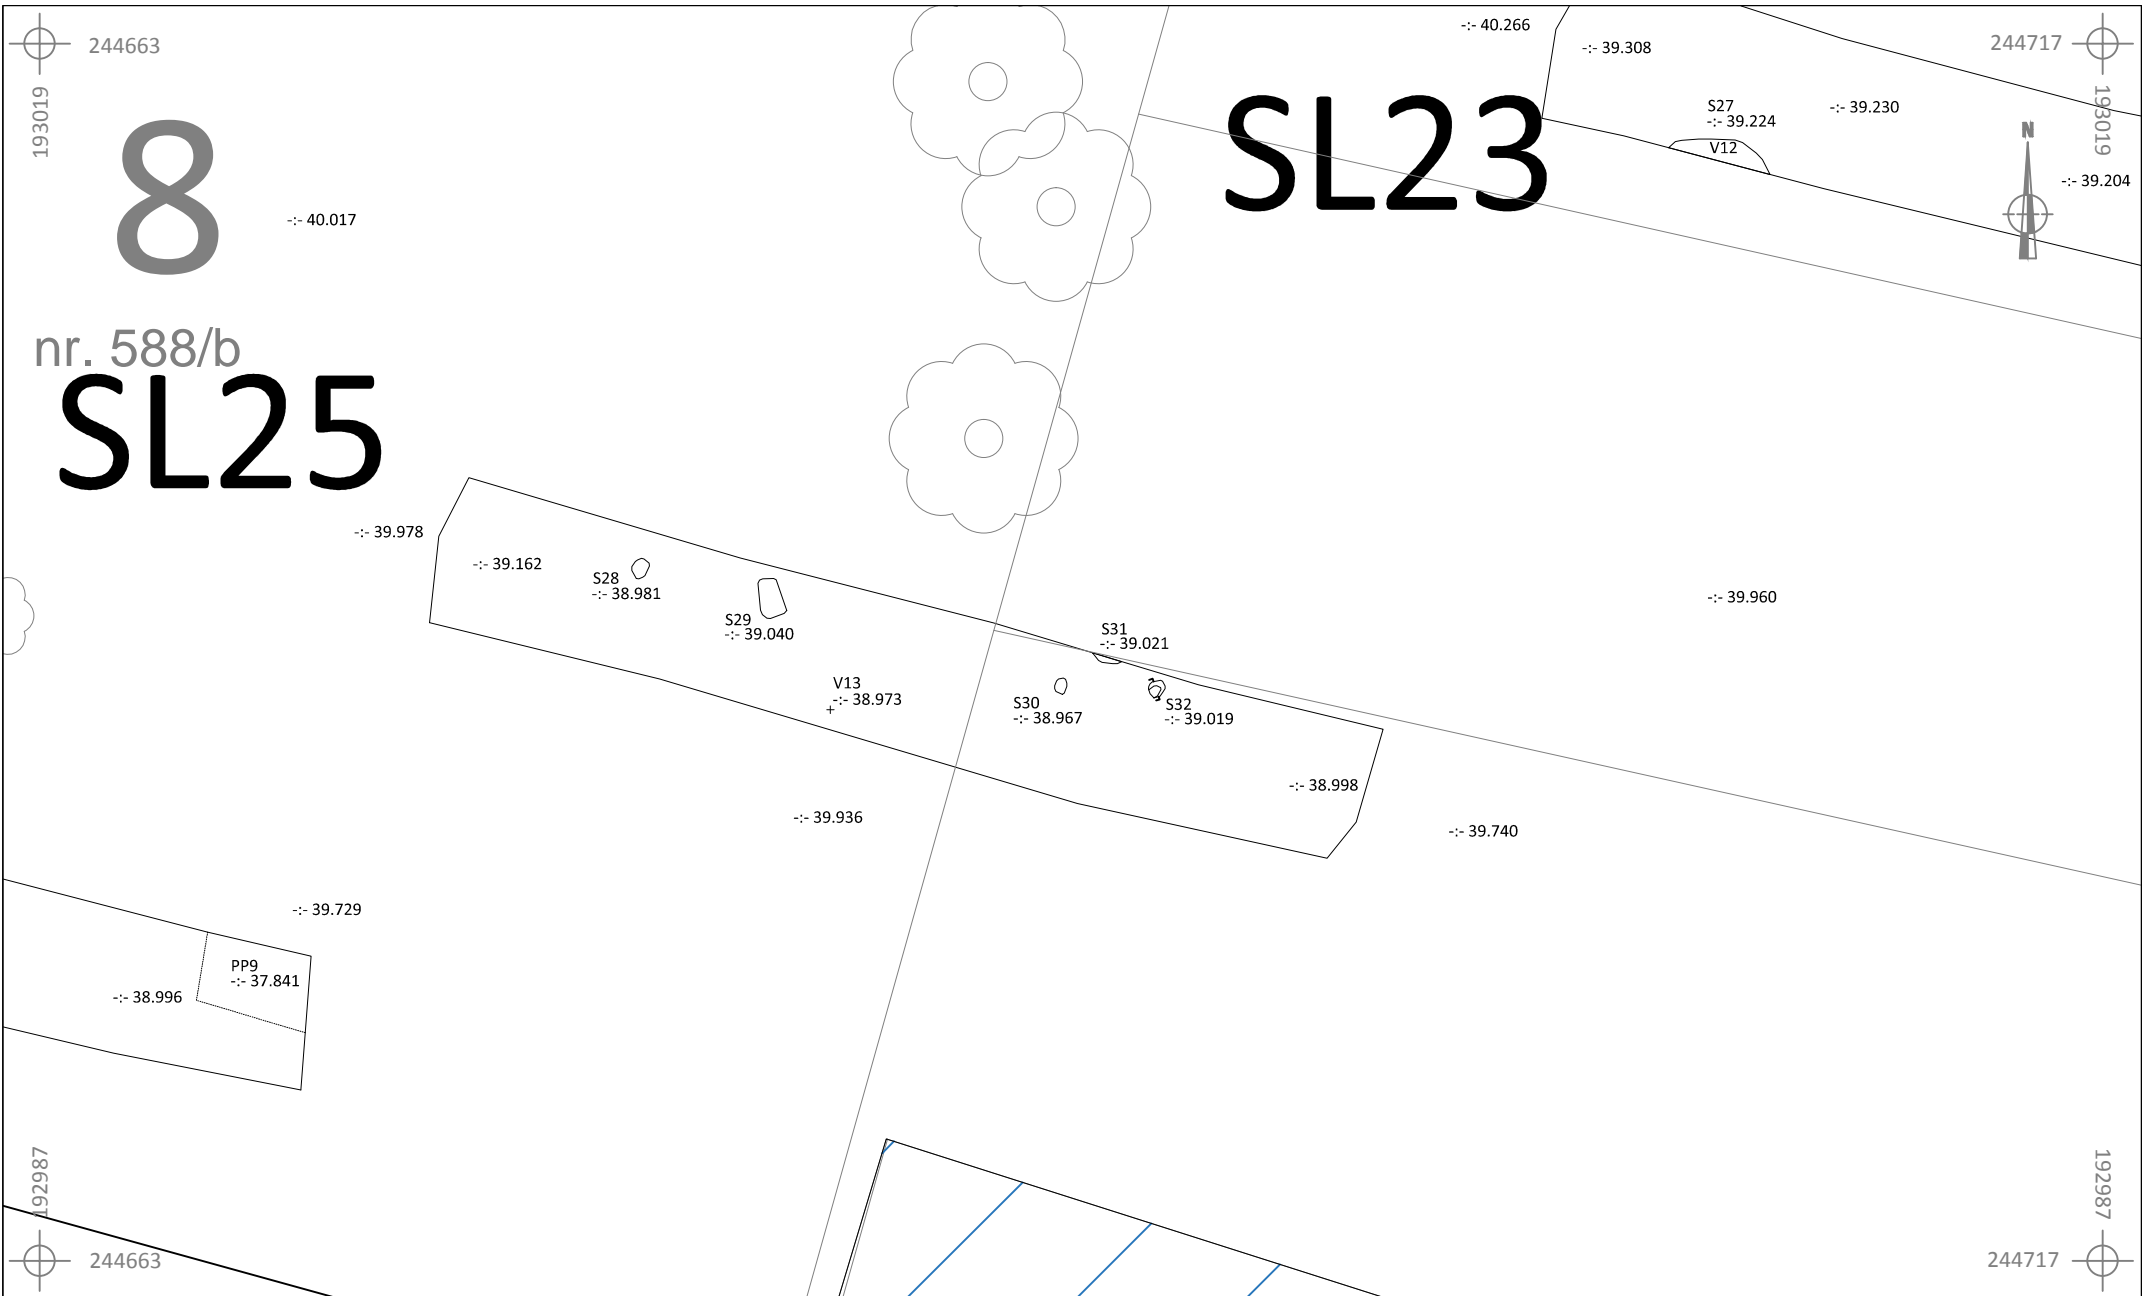 244663
-:- 40.266
-:- 39.308
244717
193019
193019
8
SL23
S27
-:- 39.224
-:- 39.230
V12
N
-:- 39.204
-:- 40.017
nr. 588/b
SL25
-:- 39.978
-:- 39.162
S28
-:- 38.981
S29
-:- 39.040
-:- 39.960
S31
-:- 39.021
V13
-:- 38.973
S30
-:- 38.967
S32
-:- 39.019
-:- 38.998
-:- 39.936
-:- 39.740
-:- 39.729
PP9
-:- 37.841
-:- 38.996
192987
192987
244663
244717